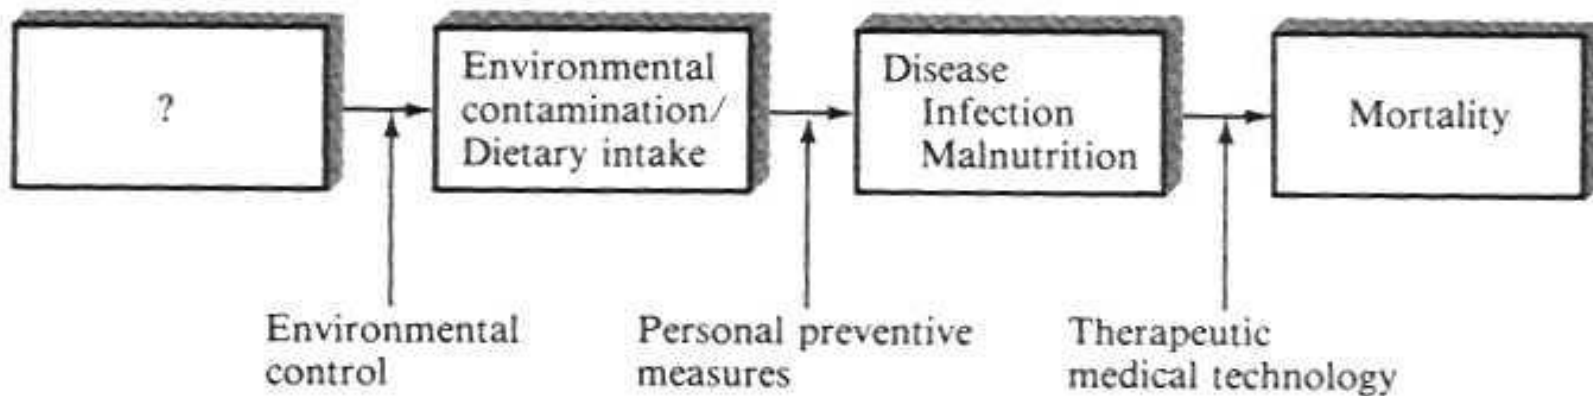 ?
Environmental
contamination/
Dietary intake
Disease
Infection
Malnutrition
Mortality
Environmental
control
Personal preventive
measures
Therapeutic
medical technology